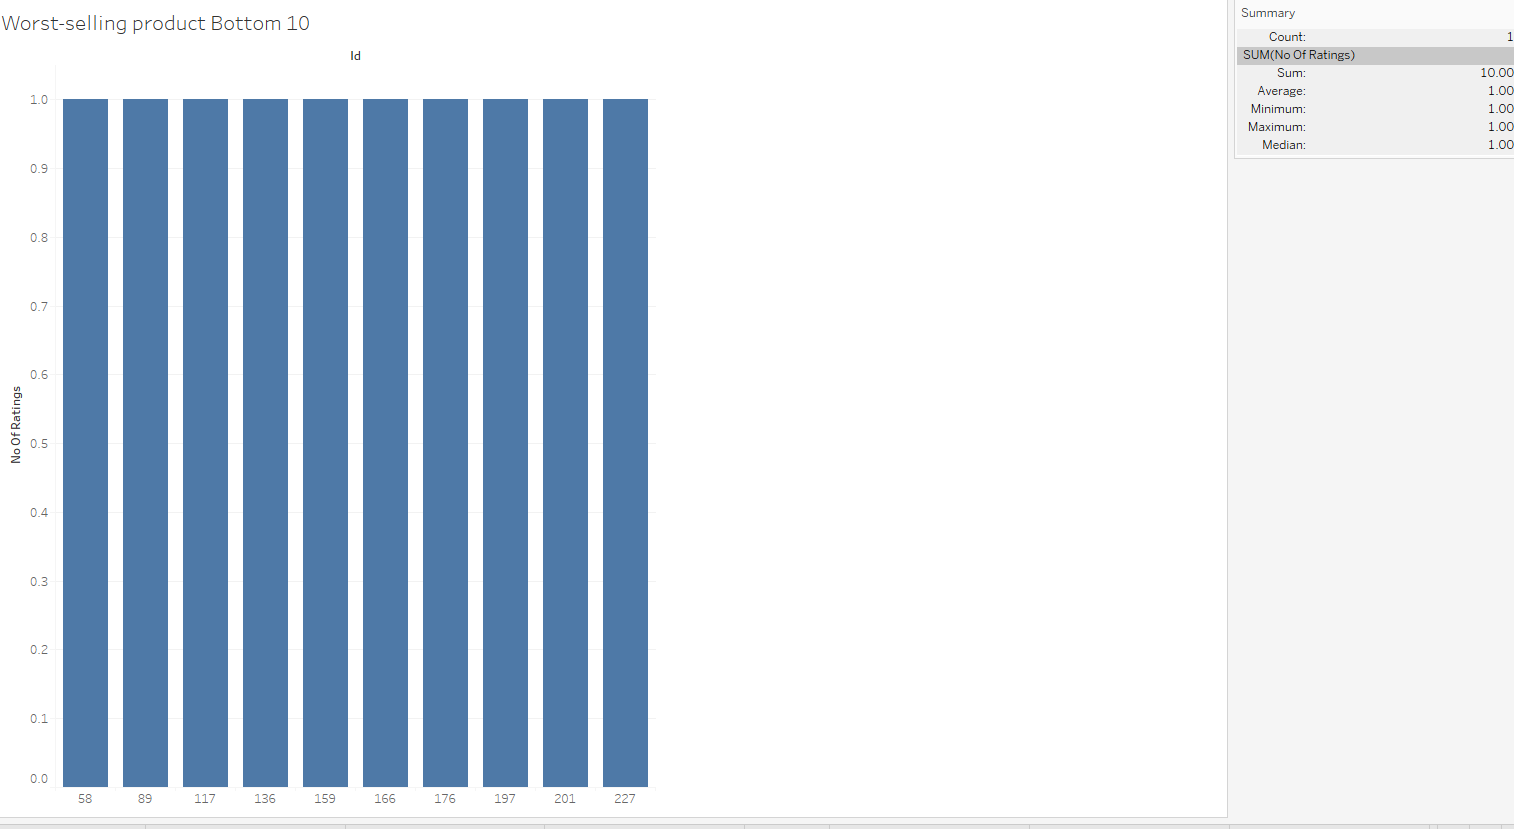 Worst-selling product Bottom 10
Id
1.0
0.9
0.8
0.7
0.6
0.5
0.4
0.3
0.2
0.1
0.0
No Of Ratings
58 89 117 136 159 166 176 197 201 227
Summary
Count: 1
SUM(No Of Ratings)
Sum: 10.00
Average: 1.00
Minimum: 1.00
Maximum: 1.00
Median: 1.00